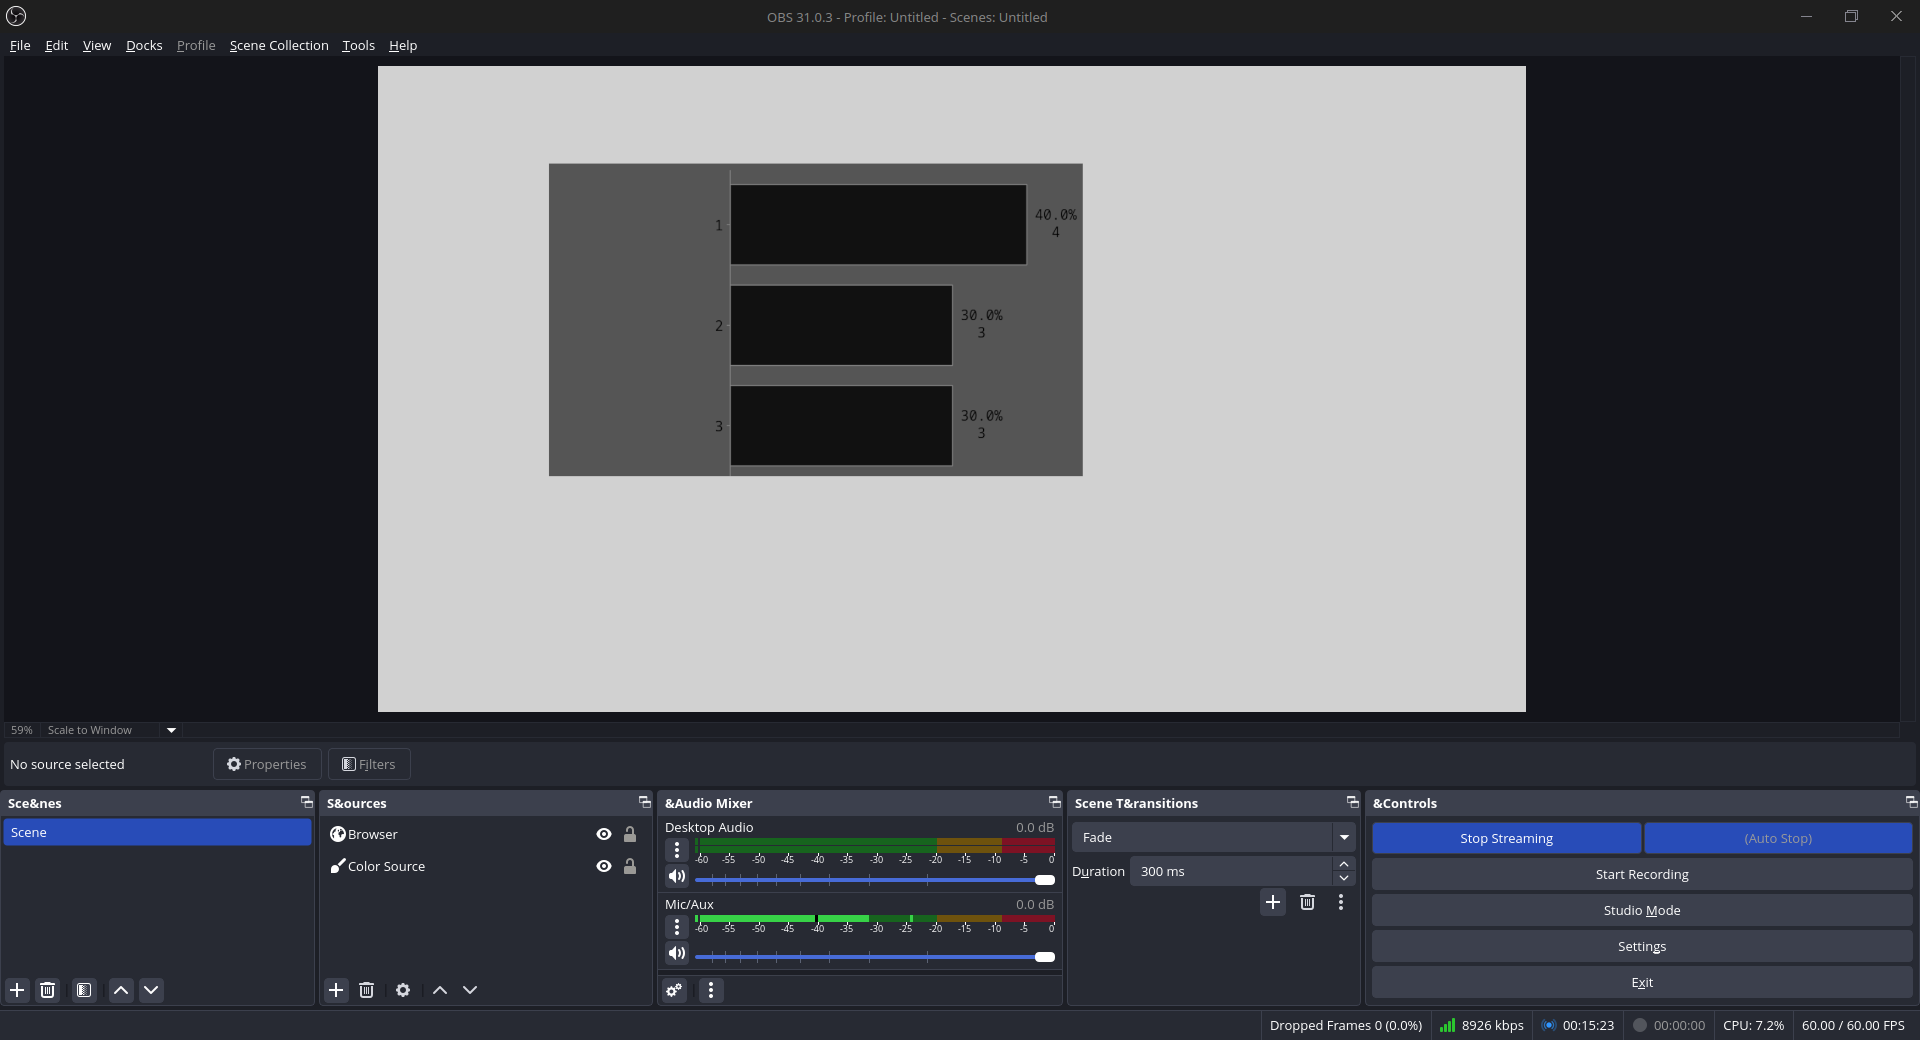 OBS 31.0.3 - Profile: Untitled - Scenes: Untitled
File Edit View Docks Profile Scene Collection Tools Help
1
40.0%
4
2
30.0%
3
3
30.0%
3
59% Scale to Window
No source selected
Properties
Filters
Sce&nes
Scene
S&ources
Browser
Color Source
&Audio Mixer
Desktop Audio 0.0 dB
-60 -55 -50 -45 -40 -35 -30 -25 -20 -15 -10 -5 0
Mic/Aux 0.0 dB
-60 -55 -50 -45 -40 -35 -30 -25 -20 -15 -10 -5 0
Scene T&ransitions
Fade
Duration 300 ms
&Controls
Stop Streaming
(Auto Stop)
Start Recording
Studio Mode
Settings
Exit
Dropped Frames 0 (0.0%) 8926 kbps 00:15:23 00:00:00 CPU: 7.2% 60.00 / 60.00 FPS